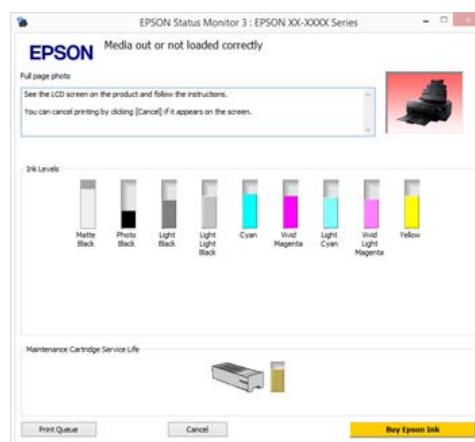 EPSON Status Monitor 3 : EPSON XX-XXXX Series
EPSON
Media out or not loaded correctly
Full page photo
See the LCD screen on the product and follow the instructions.
You can cancel printing by clicking [Cancel] if it appears on the screen.
Ink Levels
Matte Black
Photo Black
Light Black
Light Light Black
Cyan
Vivid Magenta
Light Cyan
Vivid Light Magenta
Yellow
Maintenance Cartridge Service Life
Print Queue
Cancel
Buy Epson Ink